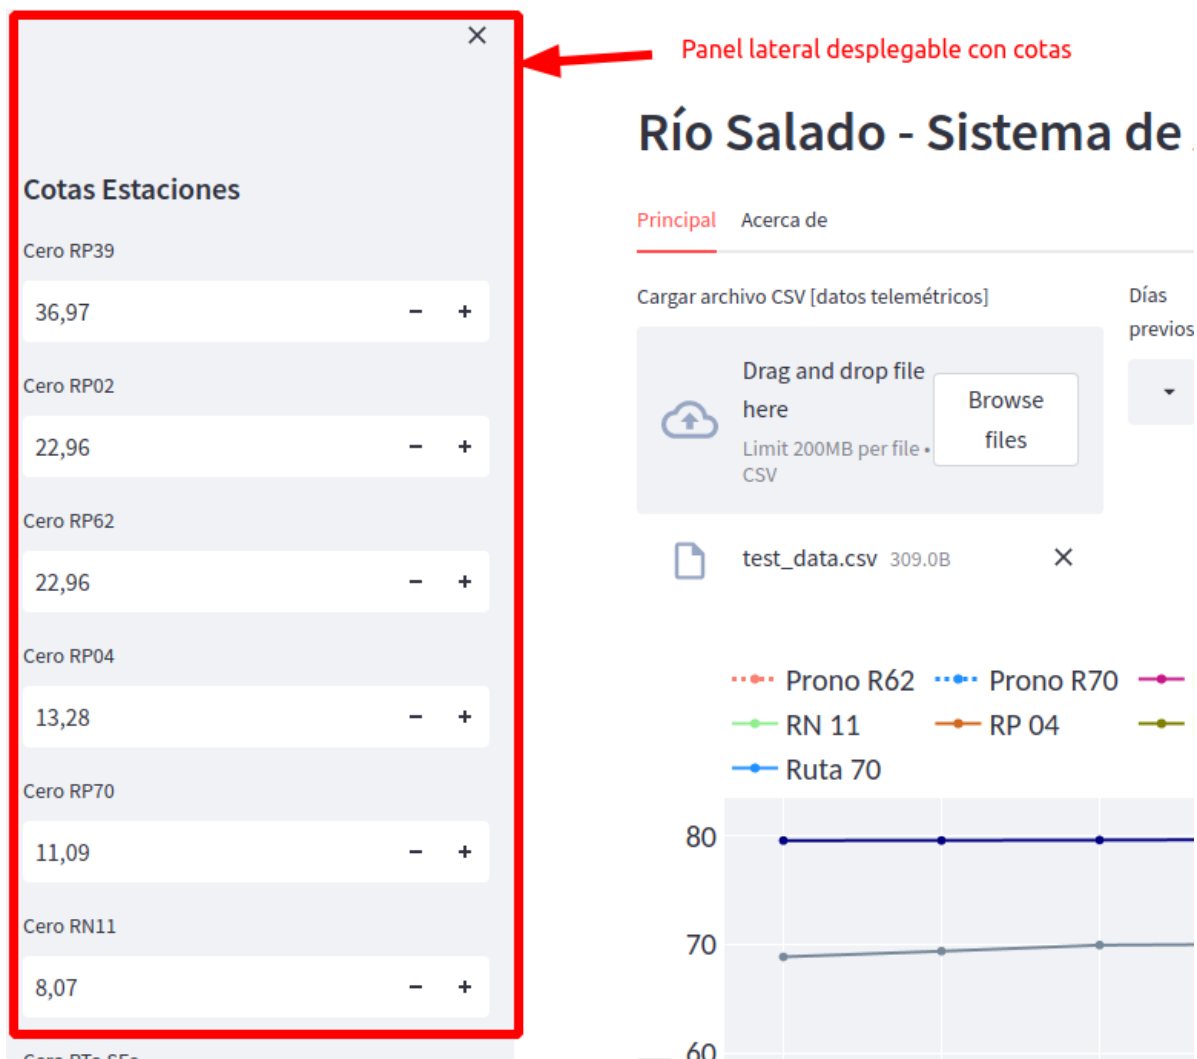 Panel lateral desplegable con cotas
Río Salado - Sistema de
Cotas Estaciones
Cero RP39
36,97
Cero RP02
22,96
Cero RP62
22,96
Cero RP04
13,28
Cero RP70
11,09
Cero RN11
8,07
Principal Acerca de
Cargar archivo CSV [datos telemétricos]
Drag and drop file
here
Limit 200MB per file •
CSV
Browse
files
Días
previos
test_data.csv 309.0B
Prono R62 Prono R70
RN 11 RP 04
Ruta 70
80
70
60